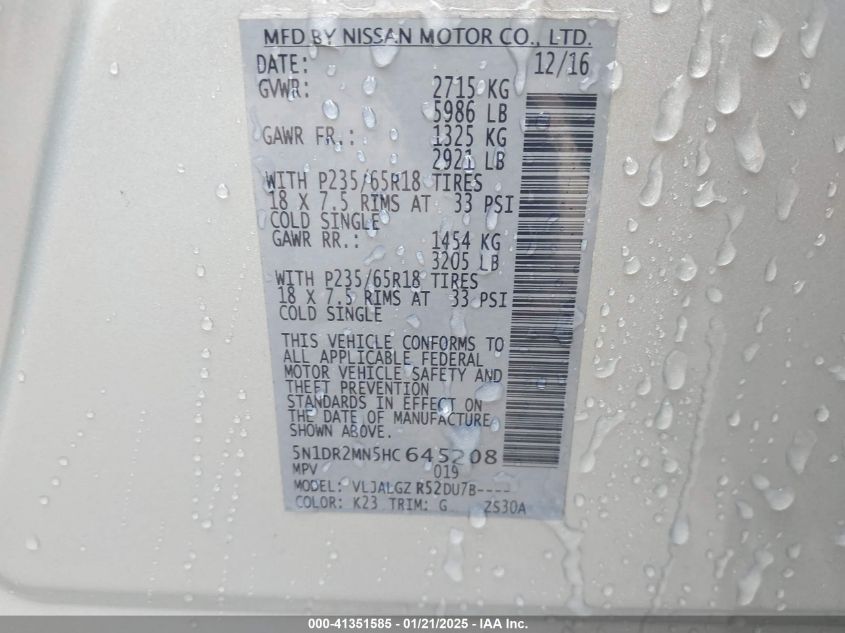 MFD BY NISSAN MOTOR CO., LTD.
DATE: 12/16
GVWR: 2715 KG
5986 LB
GAWR FR.: 1325 KG
2921 LB
WITH P235/65R18 TIRES
18 X 7.5 RIMS AT 33 PSI
COLD SINGLE
GAWR RR.: 1454 KG
3205 LB
WITH P235/65R18 TIRES
18 X 7.5 RIMS AT 33 PSI
COLD SINGLE
THIS VEHICLE CONFORMS TO
ALL APPLICABLE FEDERAL
MOTOR VEHICLE SAFETY AND
THEFT PREVENTION
STANDARDS IN EFFECT ON
THE DATE OF MANUFACTURE
SHOWN ABOVE.
5N1DR2MN5HC 645208
MPV 019
MODEL: VLJALGZ R52DU7B----
COLOR: K23 TRIM: G ZS30A
000-41351585 — 01/21/2025 — IAA Inc.